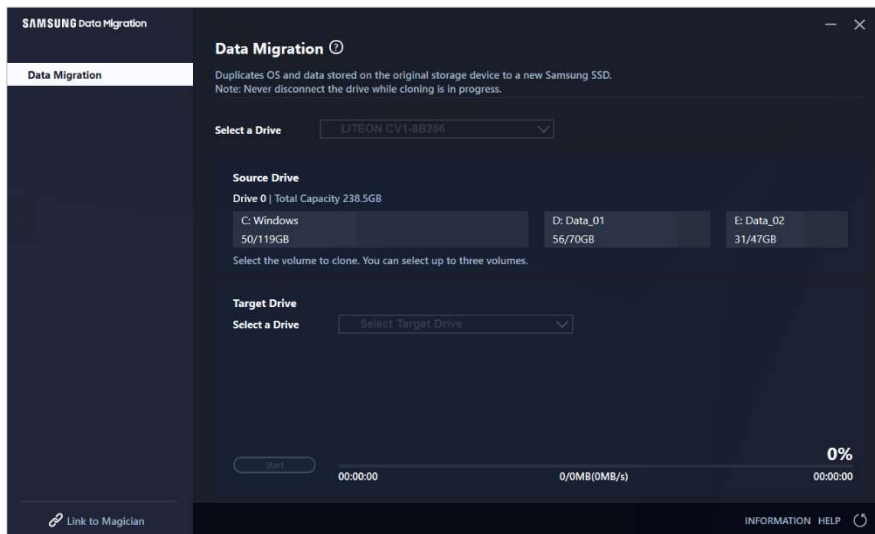 SAMSUNG Data Migration
Data Migration
Data Migration ?
Duplicates OS and data stored on the original storage device to a new Samsung SSD.
Note: Never disconnect the drive while cloning is in progress.
Select a Drive LITEON CV1-8B256
Source Drive
Drive 0 | Total Capacity 238.5GB
C: Windows D: Data_01 E: Data_02
50/119GB 56/70GB 31/47GB
Select the volume to clone. You can select up to three volumes.
Target Drive
Select a Drive Select Target Drive
0%
Start
00:00:00 0/0MB(0MB/s) 00:00:00
Link to Magician INFORMATION HELP